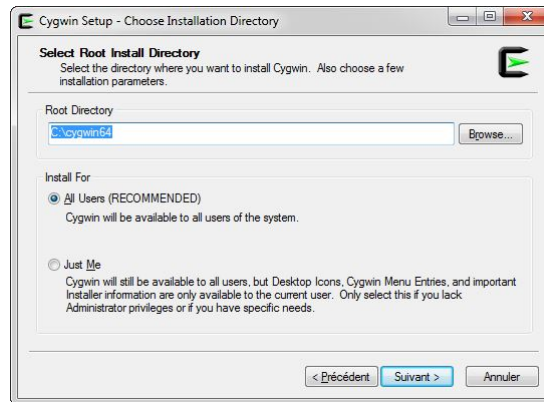 Cygwin Setup - Choose Installation Directory
Select Root Install Directory
Select the directory where you want to install Cygwin. Also choose a few
installation parameters.
Root Directory
C:\cygwin64
Browse...
Install For
All Users (RECOMMENDED)
Cygwin will be available to all users of the system.
Just Me
Cygwin will still be available to all users, but Desktop Icons, Cygwin Menu Entries, and important
Installer information are only available to the current user. Only select this if you lack
Administrator privileges or if you have specific needs.
< Précédent
Suivant >
Annuler